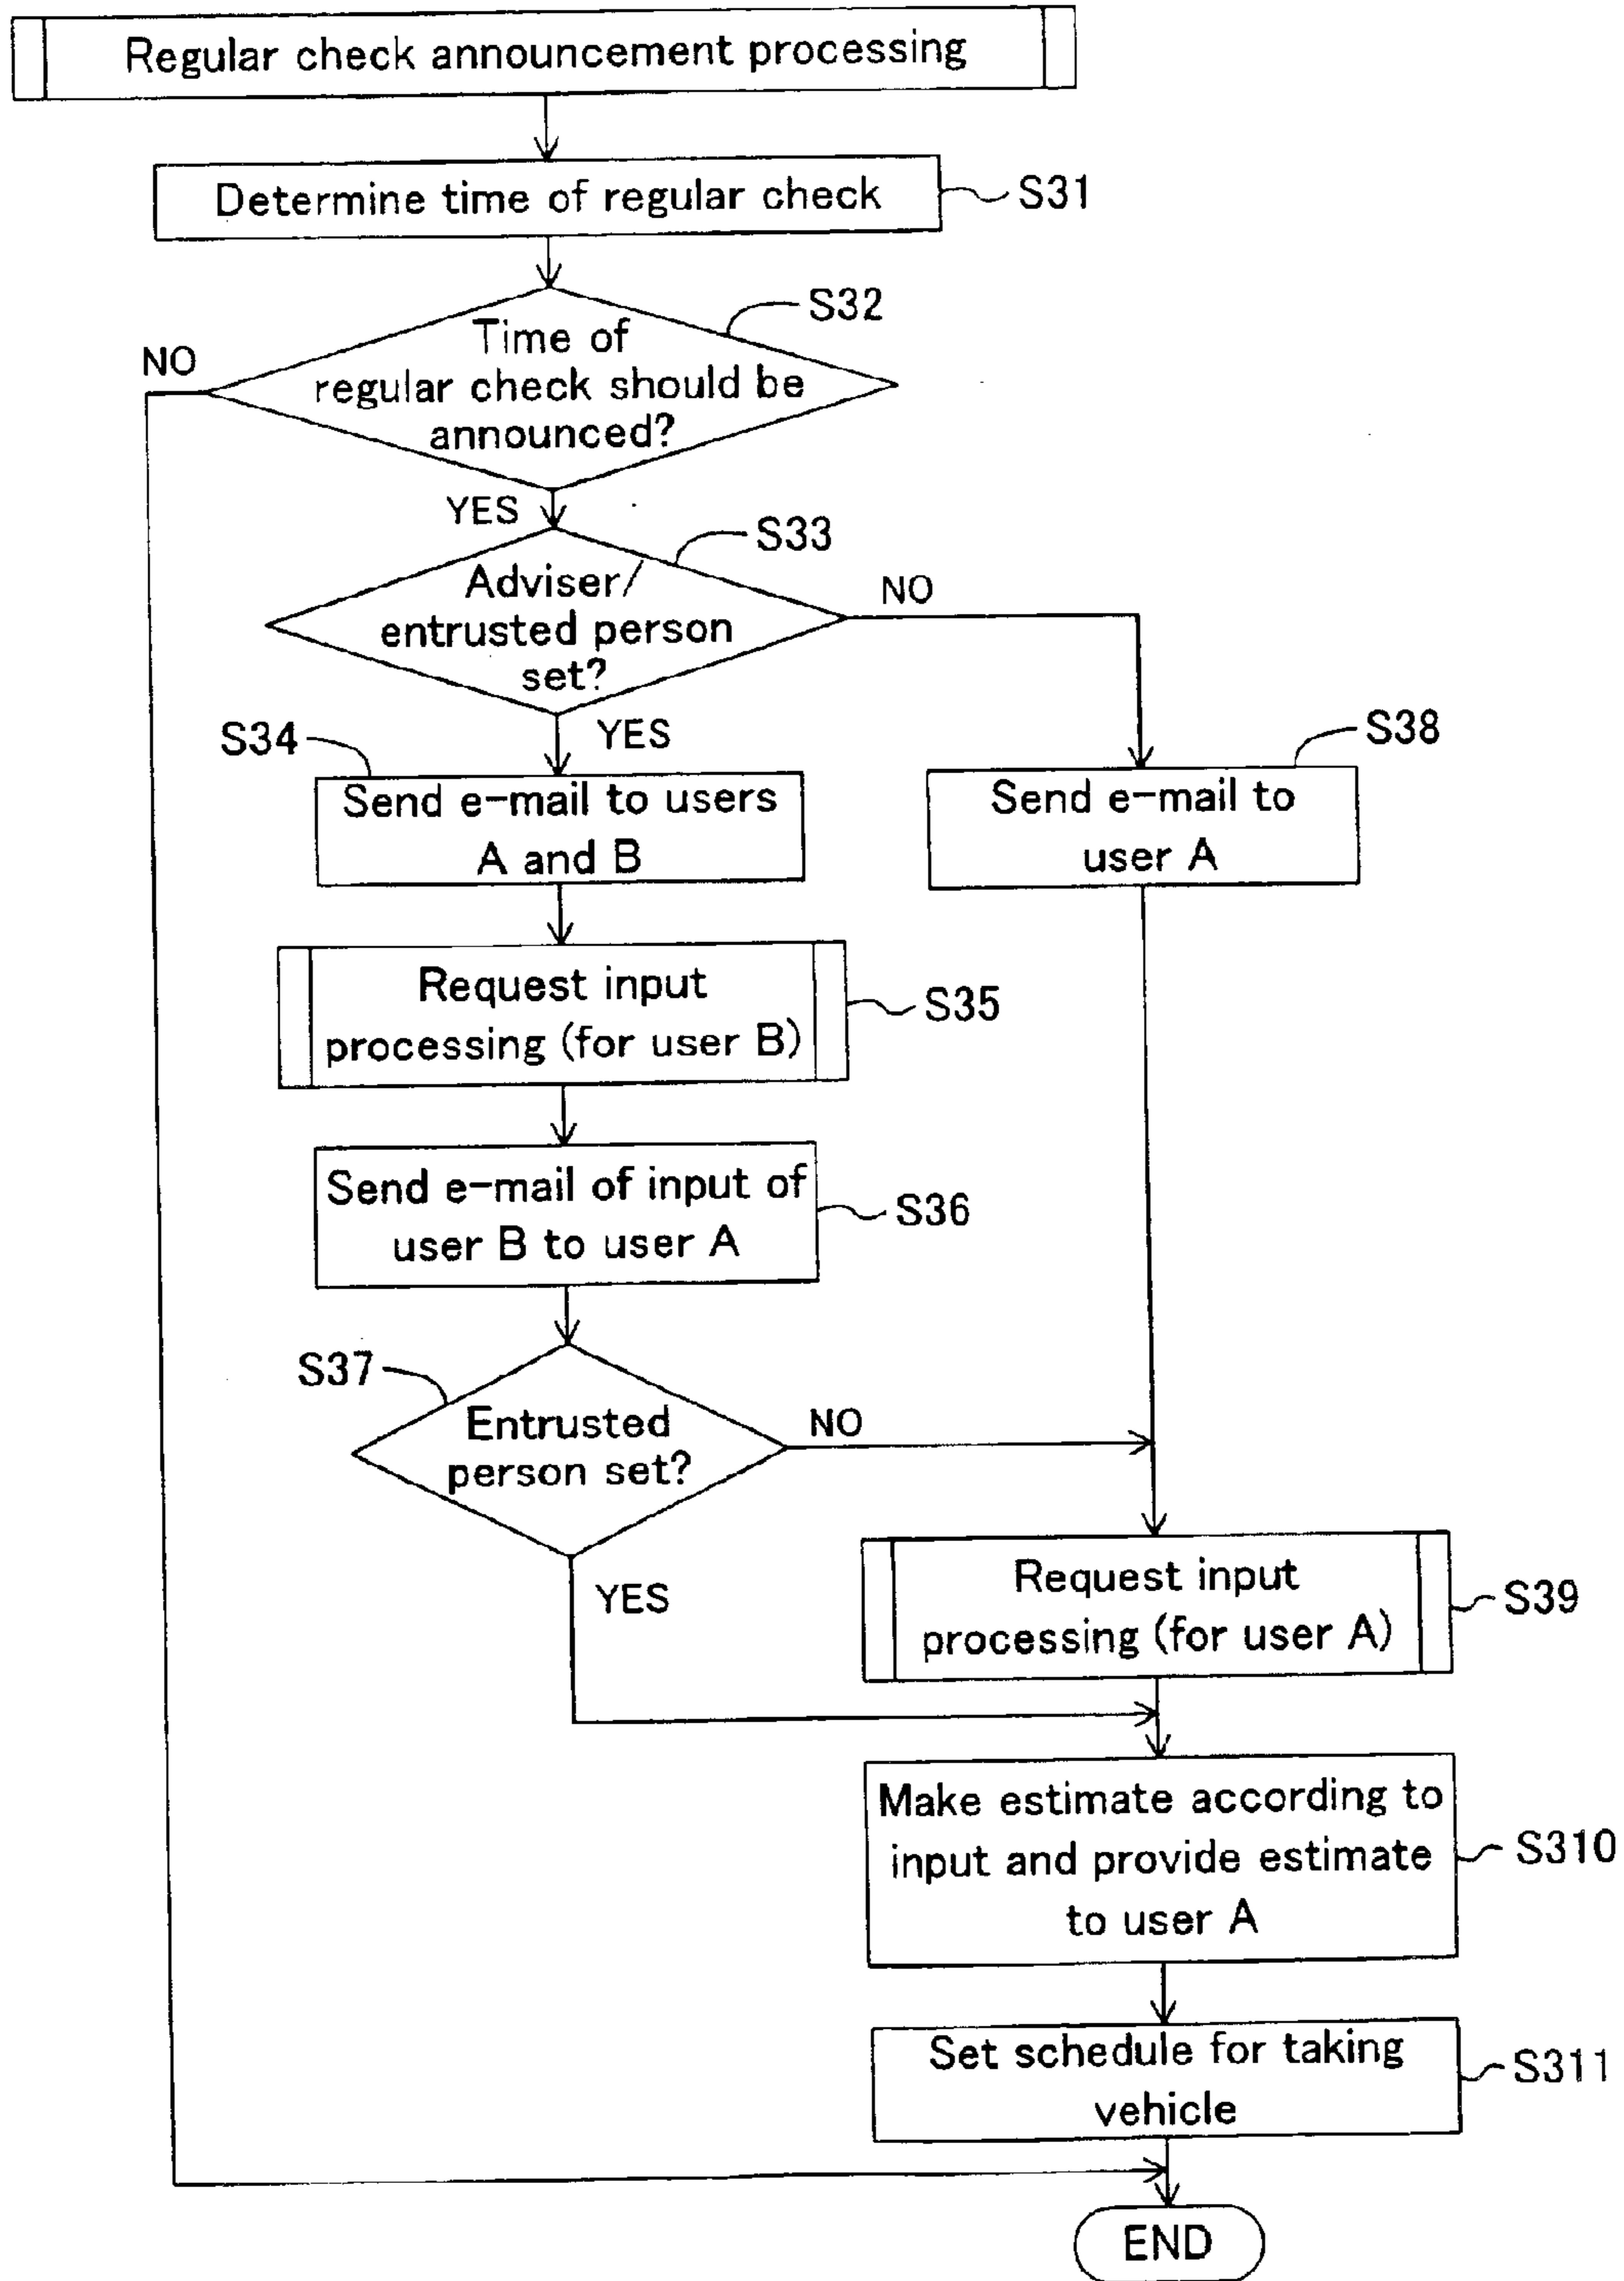 Regular check announcement processing
Determine time of regular check
S31
S32
Time of
regular check should be
announced?
NO
YES
S33
Adviser/
entrusted person
set?
NO
YES
S34
Send e-mail to users
A and B
S38
Send e-mail to
user A
Request input
processing (for user B)
S35
Send e-mail of input of
user B to user A
S36
S37
Entrusted
person set?
NO
YES
Request input
processing (for user A)
S39
Make estimate according to
input and provide estimate
to user A
S310
Set schedule for taking
vehicle
S311
END